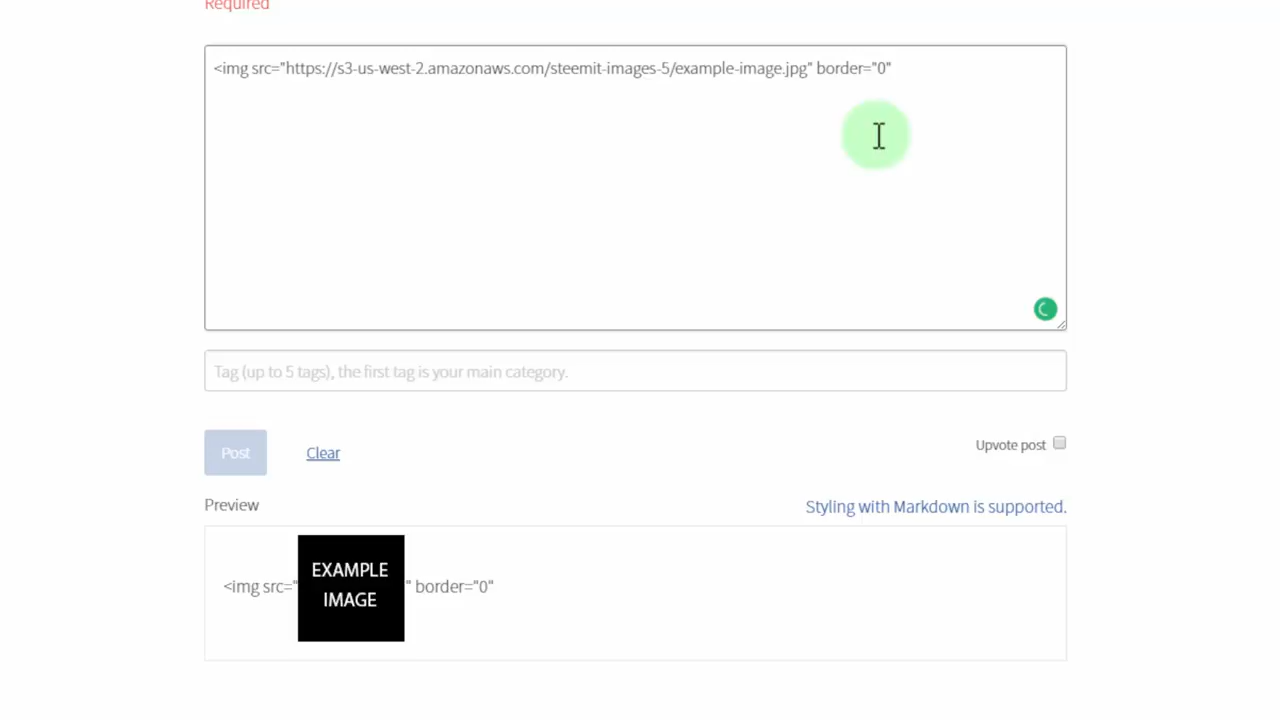 Required
<img src="https://s3-us-west-2.amazonaws.com/steemit-images-5/example-image.jpg" border="0"
Tag (up to 5 tags), the first tag is your main category.
Post
Clear
Upvote post
Preview
Styling with Markdown is supported.
<img src="
EXAMPLE
IMAGE
" border="0"